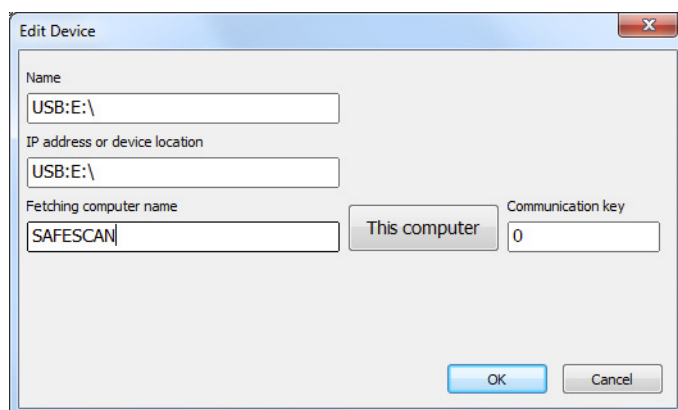 Edit Device
Name
USB:E:\
IP address or device location
USB:E:\
Fetching computer name
Communication key
SAFESCAN
This computer
0
OK
Cancel